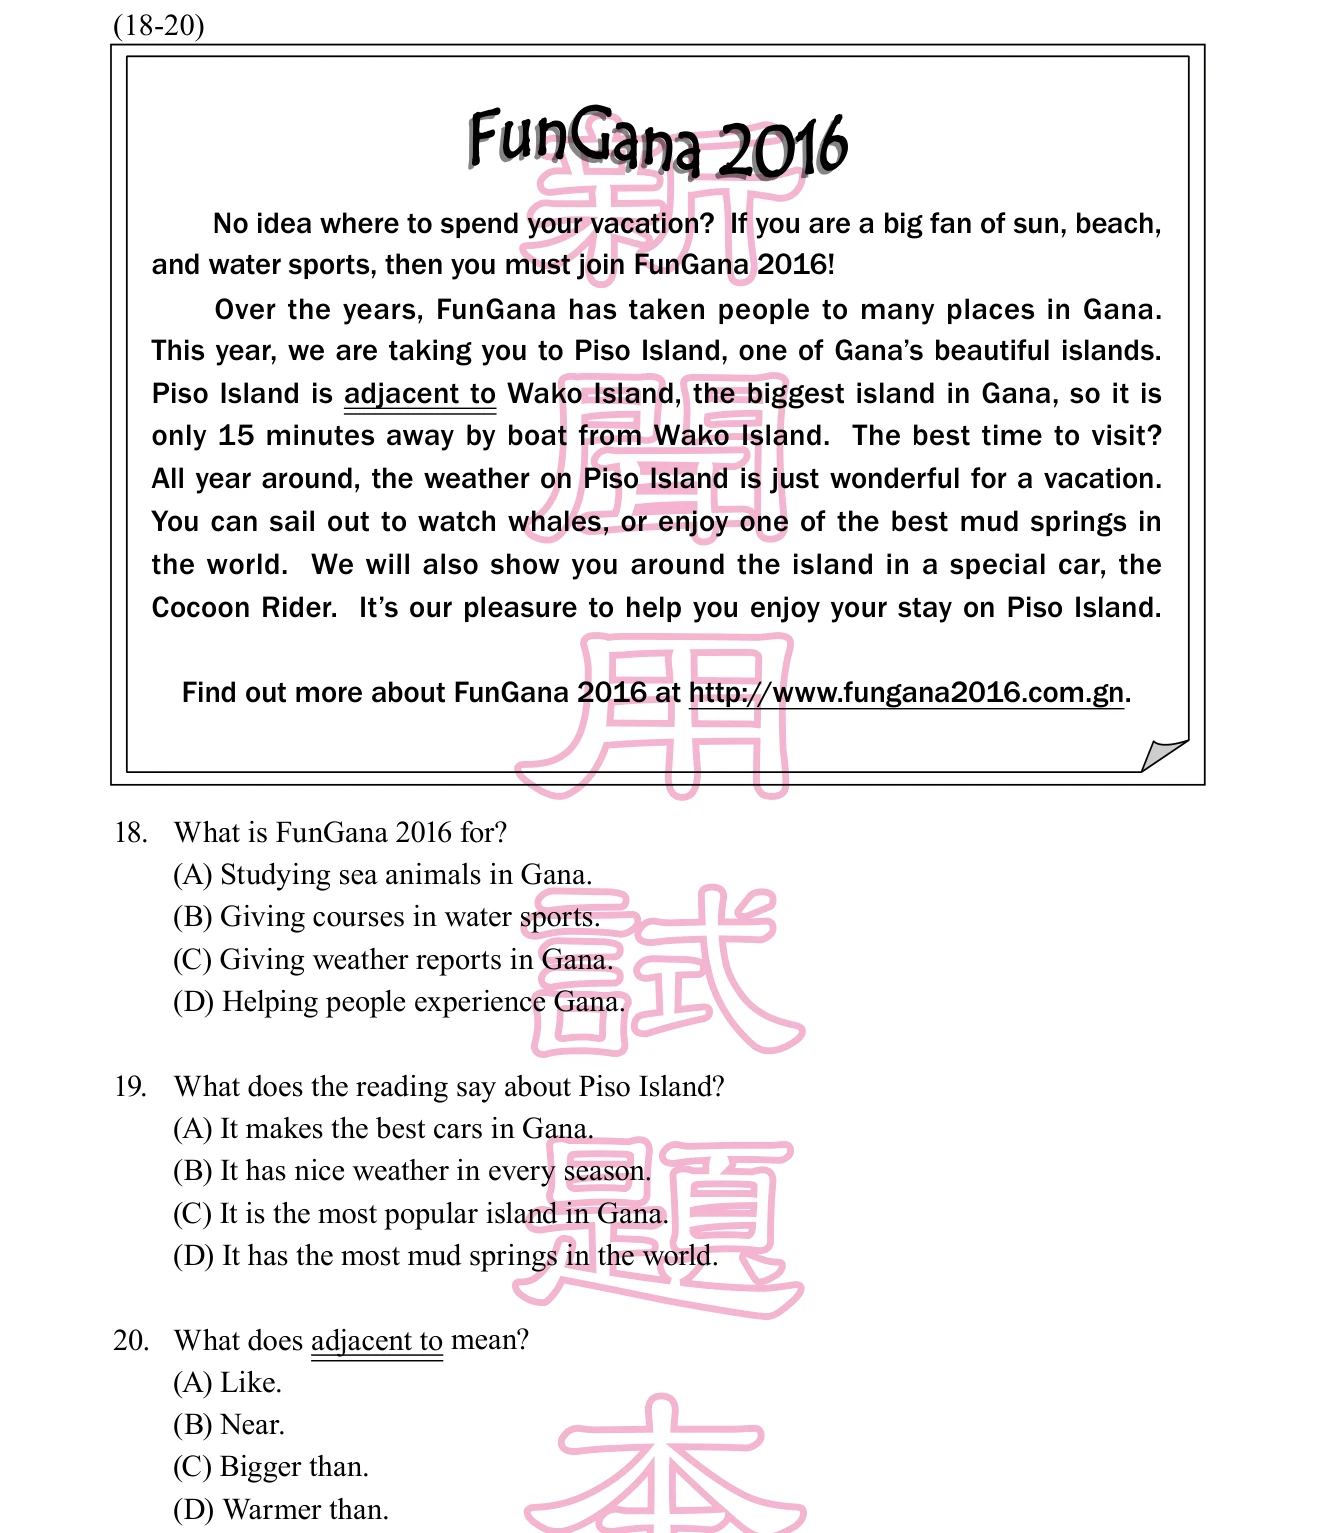 (18-20)
FunGana 2016
No idea where to spend your vacation? If you are a big fan of sun, beach,
and water sports, then you must join FunGana 2016!
Over the years, FunGana has taken people to many places in Gana.
This year, we are taking you to Piso Island, one of Gana's beautiful islands.
Piso Island is adjacent to Wako Island, the biggest island in Gana, so it is
only 15 minutes away by boat from Wako Island. The best time to visit?
All year around, the weather on Piso Island is just wonderful for a vacation.
You can sail out to watch whales, or enjoy one of the best mud springs in
the world. We will also show you around the island in a special car, the
Cocoon Rider. It's our pleasure to help you enjoy your stay on Piso Island.
Find out more about FunGana 2016 at http://www.fungana2016.com.gn.
18. What is FunGana 2016 for?
(A) Studying sea animals in Gana.
(B) Giving courses in water sports.
(C) Giving weather reports in Gana.
(D) Helping people experience Gana.
19. What does the reading say about Piso Island?
(A) It makes the best cars in Gana.
(B) It has nice weather in every season.
(C) It is the most popular island in Gana.
(D) It has the most mud springs in the world.
20. What does adjacent to mean?
(A) Like.
(B) Near.
(C) Bigger than.
(D) Warmer than.
新
聞
用
試
題
本